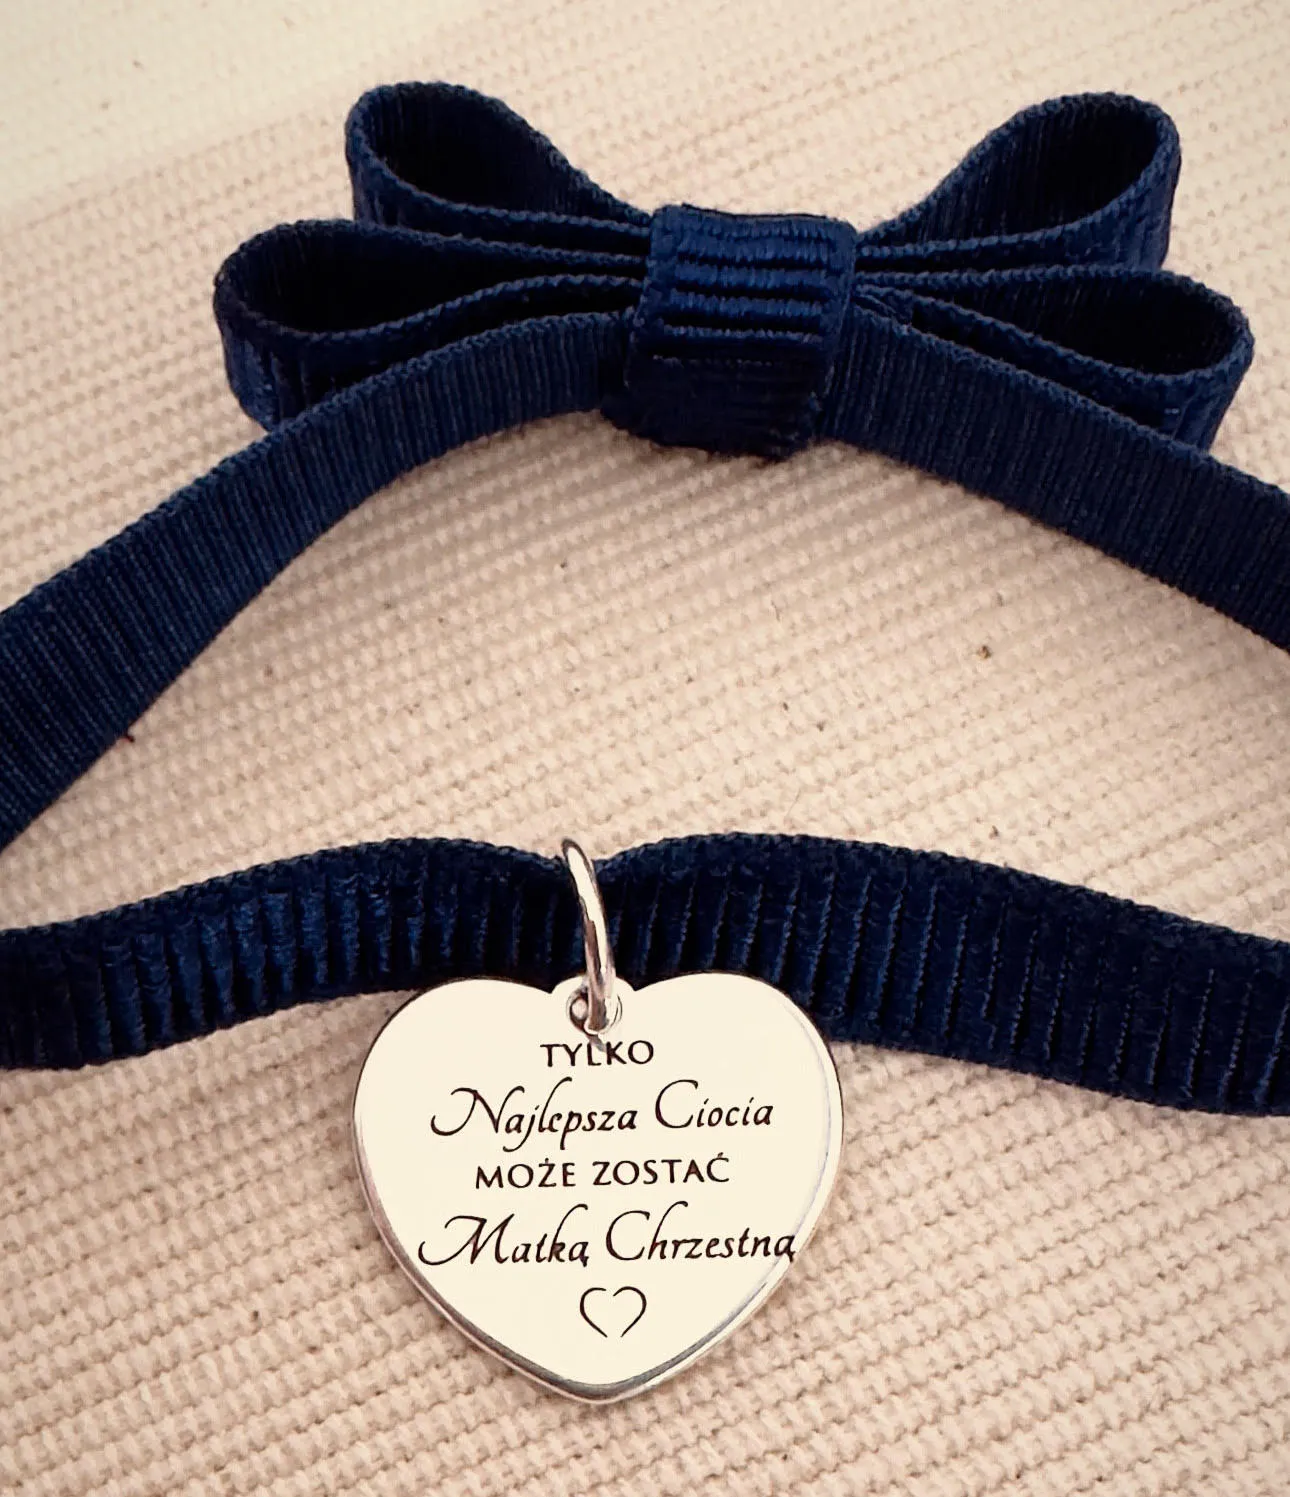 TYLKO
Najlepsza Ciocia
MOŻE ZOSTAĆ
Matką Chrzestną